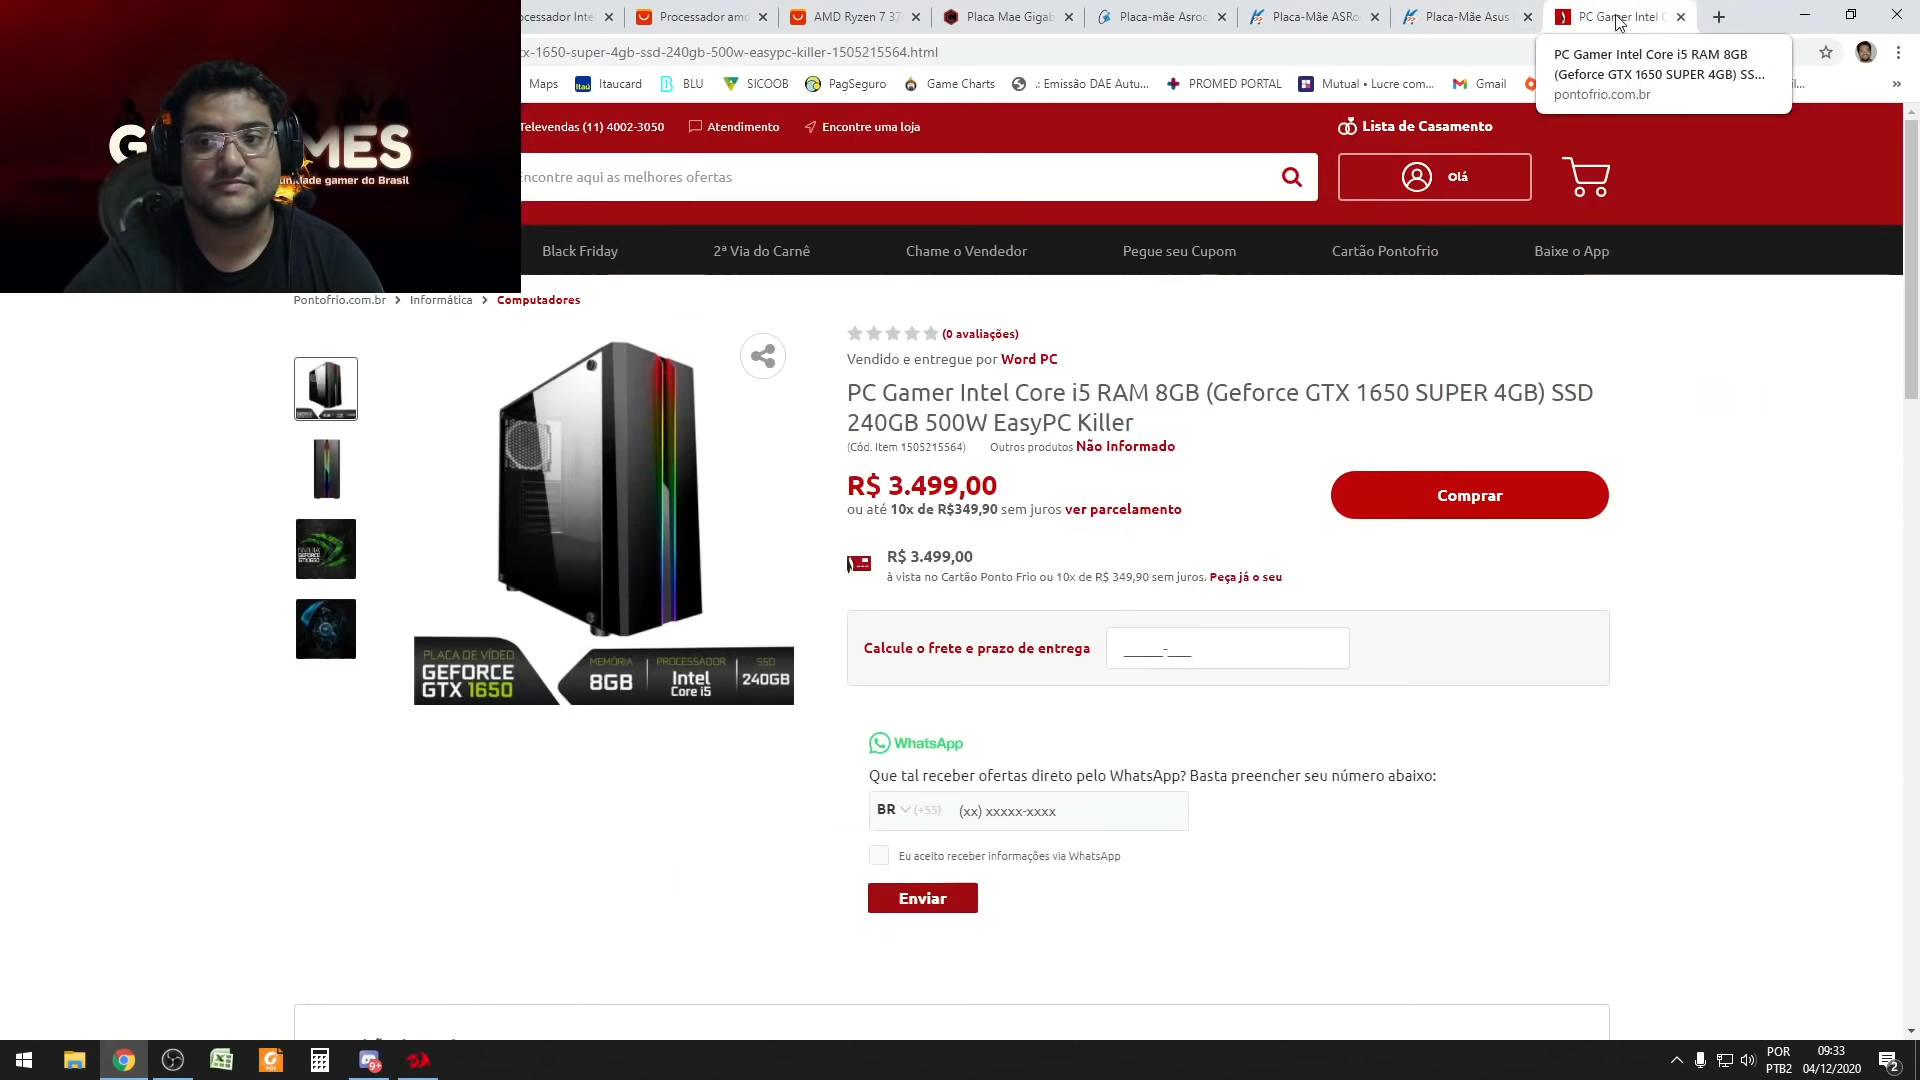 ocessador Inte
Processador amd
AMD Ryzen 7 37
Placa Mae Gigab
Placa-mãe Asroc
Placa-Mãe ASRo
Placa-Mãe Asus
PC Gamer Intel C
x-1650-super-4gb-ssd-240gb-500w-easypc-killer-1505215564.html
PC Gamer Intel Core i5 RAM 8GB
(Geforce GTX 1650 SUPER 4GB) SS...
pontofrio.com.br
Maps
Itaú
Itaucard
BLU
SICOOB
PagSeguro
Game Charts
.: Emissão DAE Autu...
PROMED PORTAL
Mutual • Lucre com...
Gmail
»
MES
nidade gamer do Brasil
Televendas (11) 4002-3050
Atendimento
Encontre uma loja
Lista de Casamento
ncontre aqui as melhores ofertas
Olá
Black Friday
2ª Via do Carnê
Chame o Vendedor
Pegue seu Cupom
Cartão Pontofrio
Baixe o App
Pontofrio.com.br > Informática > Computadores
(0 avaliações)
Vendido e entregue por Word PC
PC Gamer Intel Core i5 RAM 8GB (Geforce GTX 1650 SUPER 4GB) SSD
240GB 500W EasyPC Killer
(Cód. Item 1505215564) Outros produtos Não Informado
R$ 3.499,00
ou até 10x de R$349,90 sem juros ver parcelamento
Comprar
R$ 3.499,00
à vista no Cartão Ponto Frio ou 10x de R$ 349,90 sem juros. Peça já o seu
Calcule o frete e prazo de entrega
_____-___
PLACA DE VÍDEO
GEFORCE
GTX 1650
MEMÓRIA
8GB
PROCESSADOR
Intel
Core i5
SSD
240GB
WhatsApp
Que tal receber ofertas direto pelo WhatsApp? Basta preencher seu número abaixo:
BR (+55) (xx) xxxxx-xxxx
Eu aceito receber informações via WhatsApp
Enviar
9+
POR
PTB2
09:33
04/12/2020
2